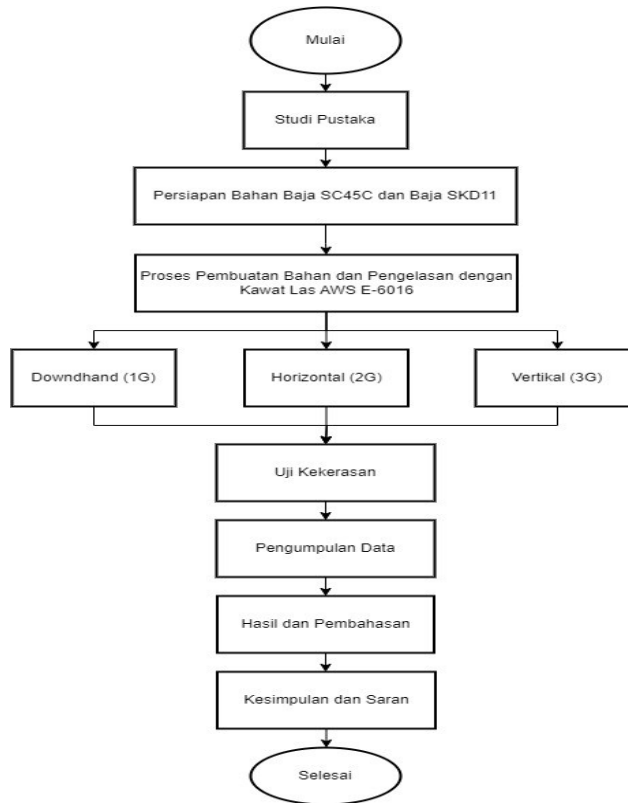 Mulai
Studi Pustaka
Persiapan Bahan Baja SC45C dan Baja SKD11
Proses Pembuatan Bahan dan Pengelasan dengan
Kawat Las AWS E-6016
Downdhand (1G)
Horizontal (2G)
Vertikal (3G)
Uji Kekerasan
Pengumpulan Data
Hasil dan Pembahasan
Kesimpulan dan Saran
Selesai